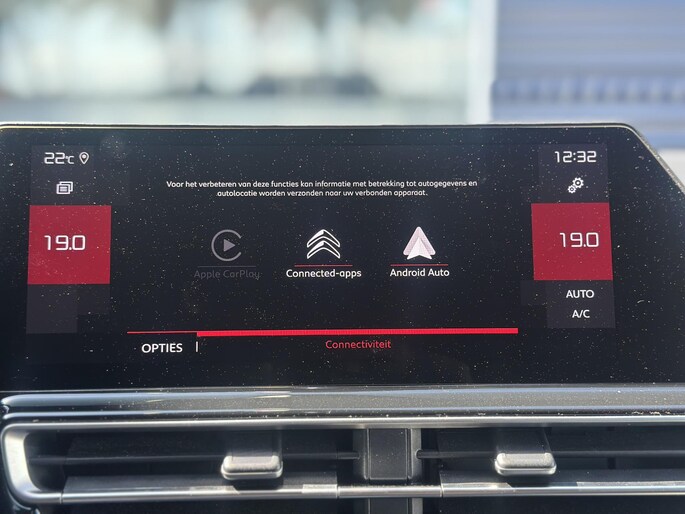 22°C
12:32
Voor het verbeteren van deze functies kan informatie met betrekking tot autogegevens en
autolocatie worden verzonden naar uw verbonden apparaat.
19.0
19.0
Apple CarPlay
Connected-apps
Android Auto
AUTO
A/C
OPTIES
Connectiviteit